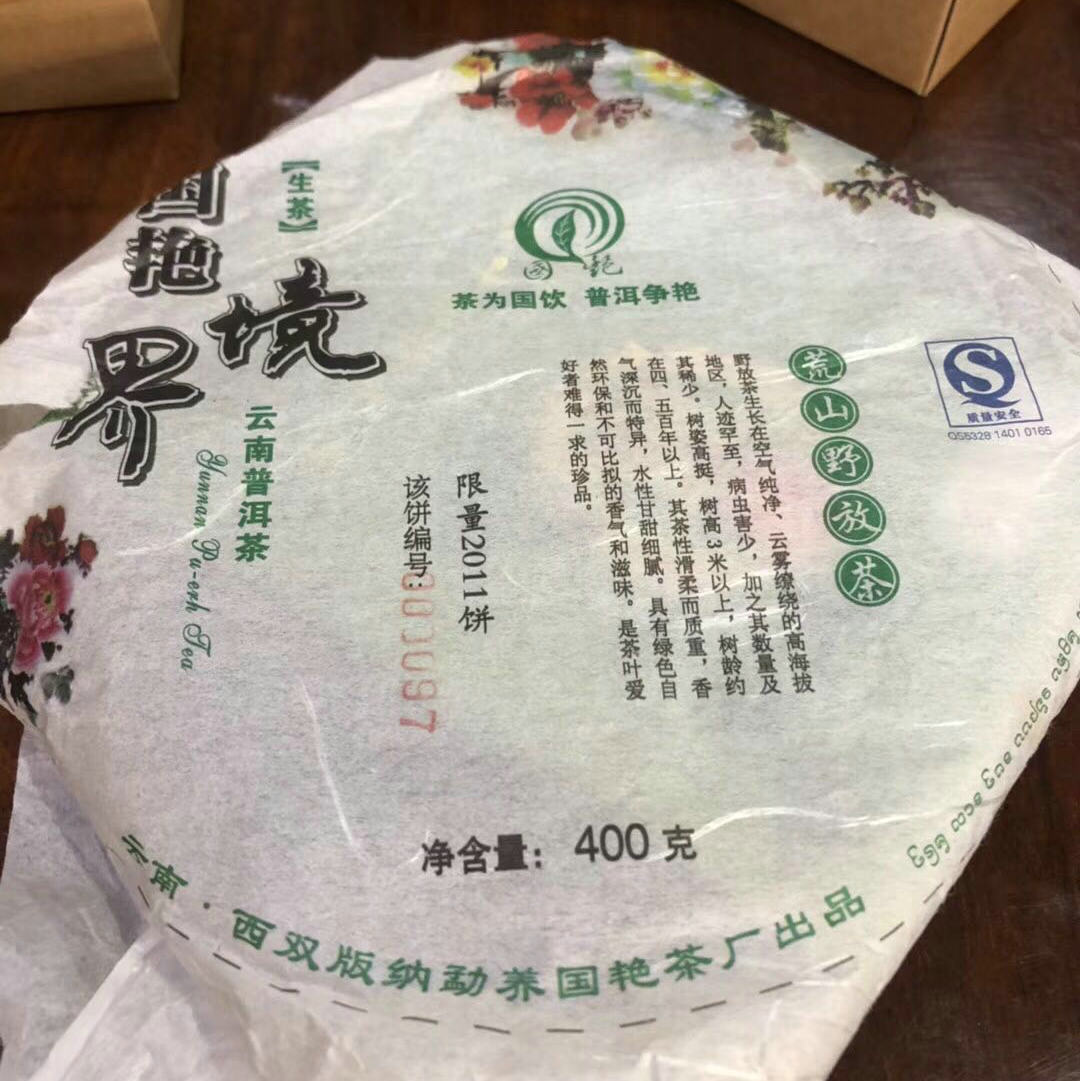 国艳
境界
【生茶】
云南普洱茶
Yunnan Pu-erh Tea
国 艳
茶为国饮 普洱争艳
荒山野放茶
野放茶生长在空气纯净、云雾缭绕的高海拔
地区，人迹罕至，病虫害少，加之其数量及
其稀少。树姿高挺，树高3米以上，树龄约
在四、五百年以上。其茶性滑柔而质重，香
气深沉而特异，水性甘甜细腻。具有绿色自
然环保和不可比拟的香气和滋味。是茶叶爱
好者难得一求的珍品。
限量2011饼
该饼编号：
质量安全
QS5328 1401 0165
净含量： 400 克
云南·西双版纳勐养国艳茶厂出品